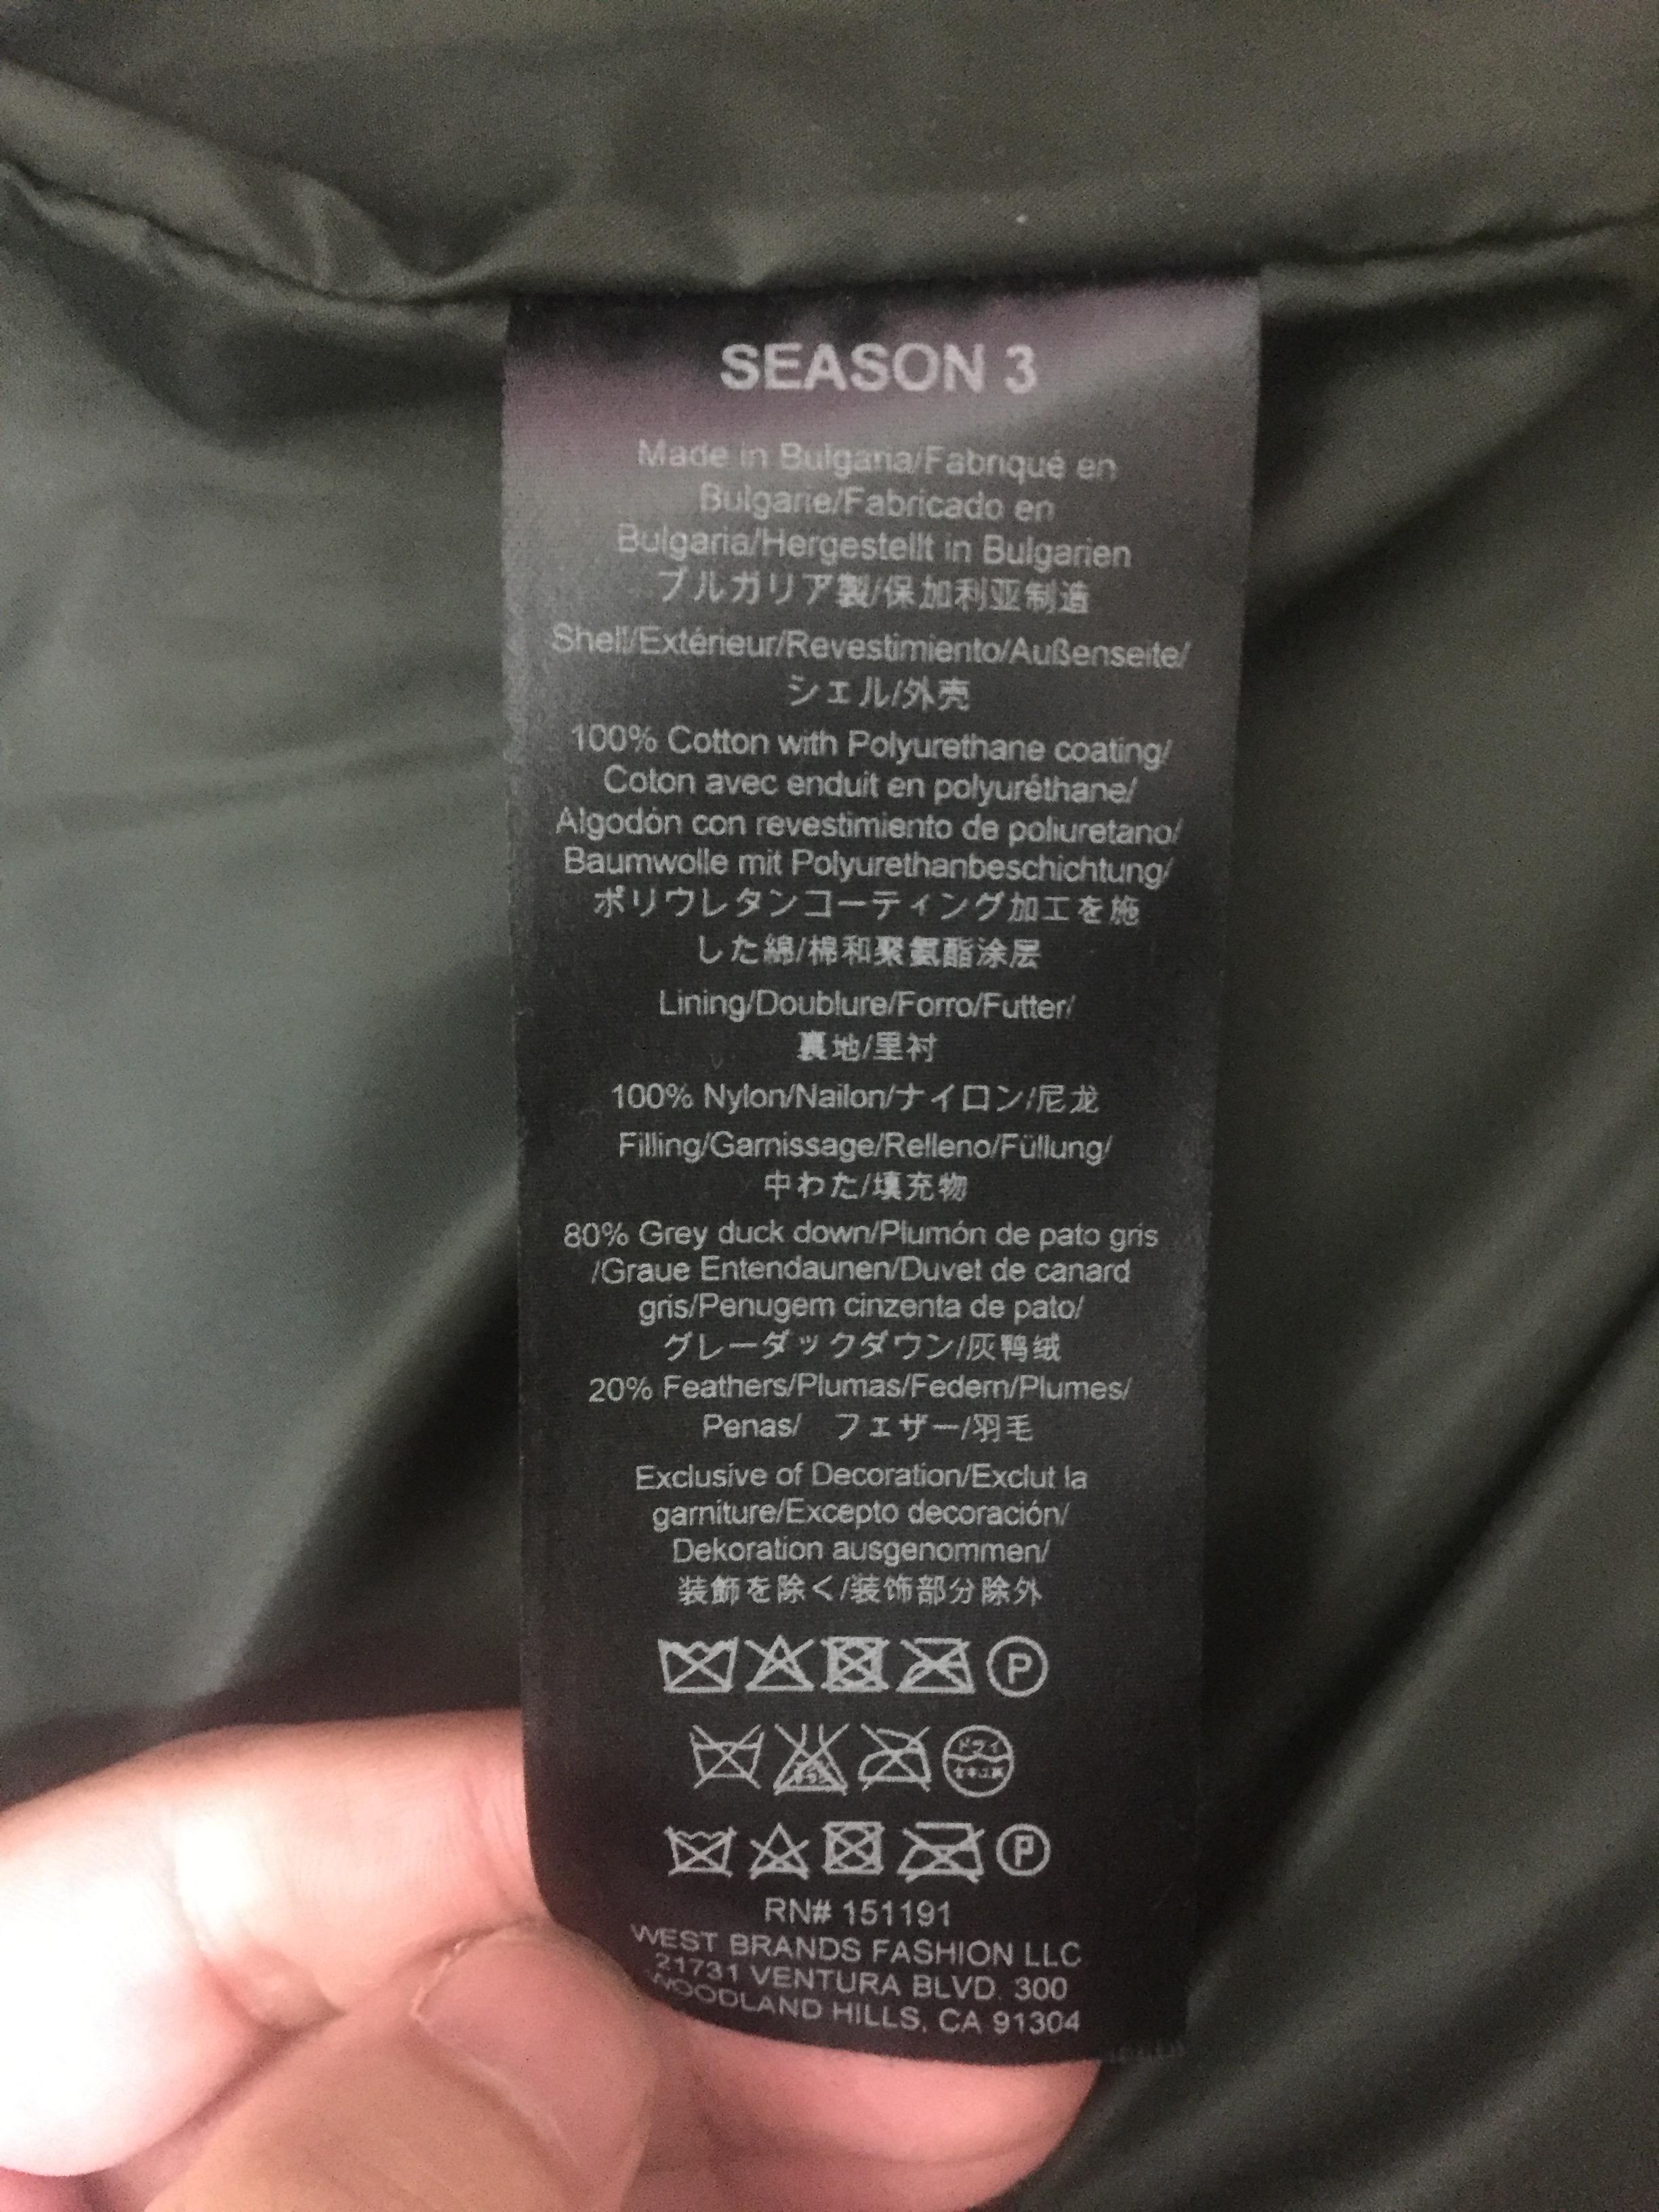 SEASON 3
Made in Bulgaria/Fabriqué en
Bulgarie/Fabricado en
Bulgaria/Hergestellt in Bulgarien
ブルガリア製/保加利亚制造
Shell/Extérieur/Revestimiento/Außenseite/
シェル/外壳
100% Cotton with Polyurethane coating/
Coton avec enduit en polyuréthane/
Algodón con revestimiento de poliuretano/
Baumwolle mit Polyurethanbeschichtung/
ポリウレタンコーティング加工を施
した綿/棉和聚氨酯涂层
Lining/Doublure/Forro/Futter/
裏地/里衬
100% Nylon/Nailon/ナイロン/尼龙
Filling/Garnissage/Relleno/Füllung/
中わた/填充物
80% Grey duck down/Plumón de pato gris
/Graue Entendaunen/Duvet de canard
gris/Penugem cinzenta de pato/
グレーダックダウン/灰鸭绒
20% Feathers/Plumas/Federn/Plumes/
Penas/ フェザー/羽毛
Exclusive of Decoration/Exclut la
garniture/Excepto decoración/
Dekoration ausgenommen/
装飾を除く/装饰部分除外
P
ドライ
P
RN# 151191
WEST BRANDS FASHION LLC
21731 VENTURA BLVD. 300
WOODLAND HILLS, CA 91304